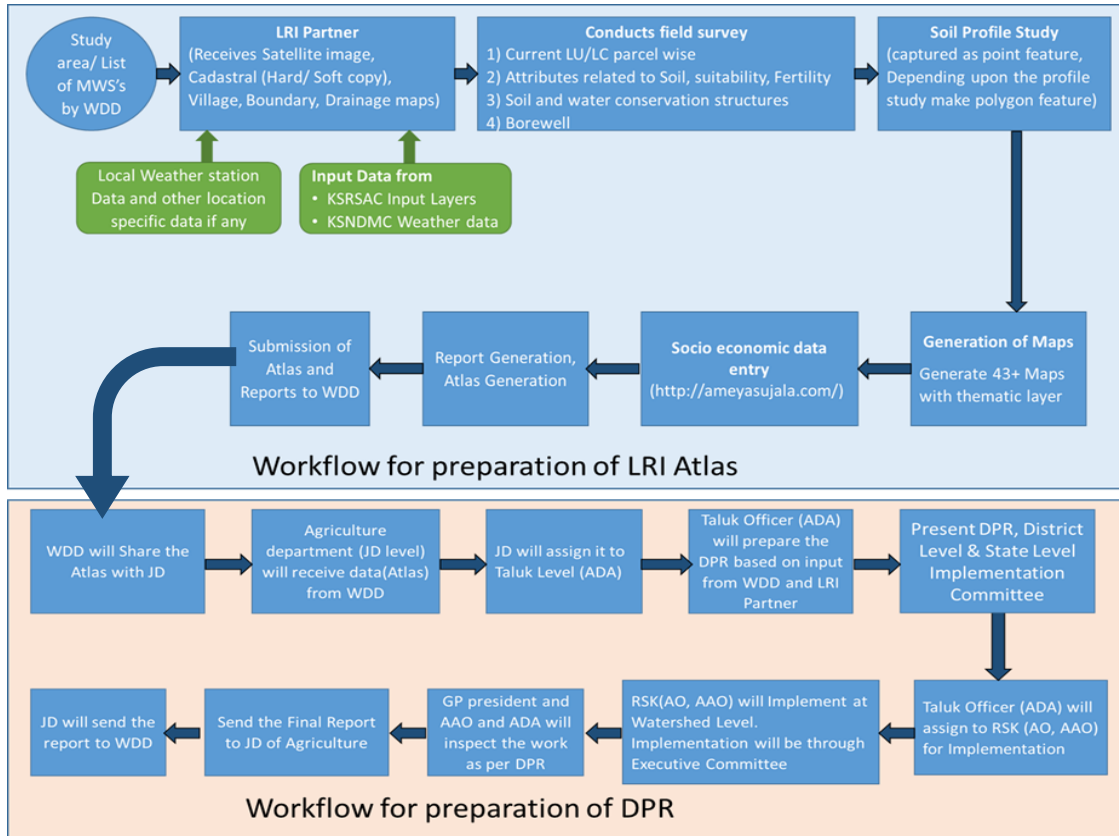 Study
area/ List
of MWS's
by WDD
LRI Partner
(Receives Satellite image,
Cadastral (Hard/ Soft copy),
Village, Boundary, Drainage maps)
Conducts field survey
1) Current LU/LC parcel wise
2) Attributes related to Soil, suitability, Fertility
3) Soil and water conservation structures
4) Borewell
Soil Profile Study
(captured as point feature,
Depending upon the profile
study make polygon feature)
Local Weather station
Data and other location
specific data if any
Input Data from
• KSRSAC Input Layers
• KSNDMC Weather data
Generation of Maps
Generate 43+ Maps
with thematic layer
Socio economic data
entry
(http://ameyasujala.com/)
Report Generation,
Atlas Generation
Submission of
Atlas and
Reports to WDD
Workflow for preparation of LRI Atlas
WDD will Share the
Atlas with JD
Agriculture
department (JD level)
will receive data(Atlas)
from WDD
JD will assign it to
Taluk Level (ADA)
Taluk Officer (ADA)
will prepare the
DPR based on input
from WDD and LRI
Partner
Present DPR, District
Level & State Level
Implementation
Committee
Taluk Officer (ADA) will
assign to RSK (AO, AAO)
for Implementation
RSK(AO, AAO) will Implement at
Watershed Level.
Implementation will be through
Executive Committee
GP president and
AAO and ADA will
inspect the work
as per DPR
Send the Final Report
to JD of Agriculture
JD will send the
report to WDD
Workflow for preparation of DPR